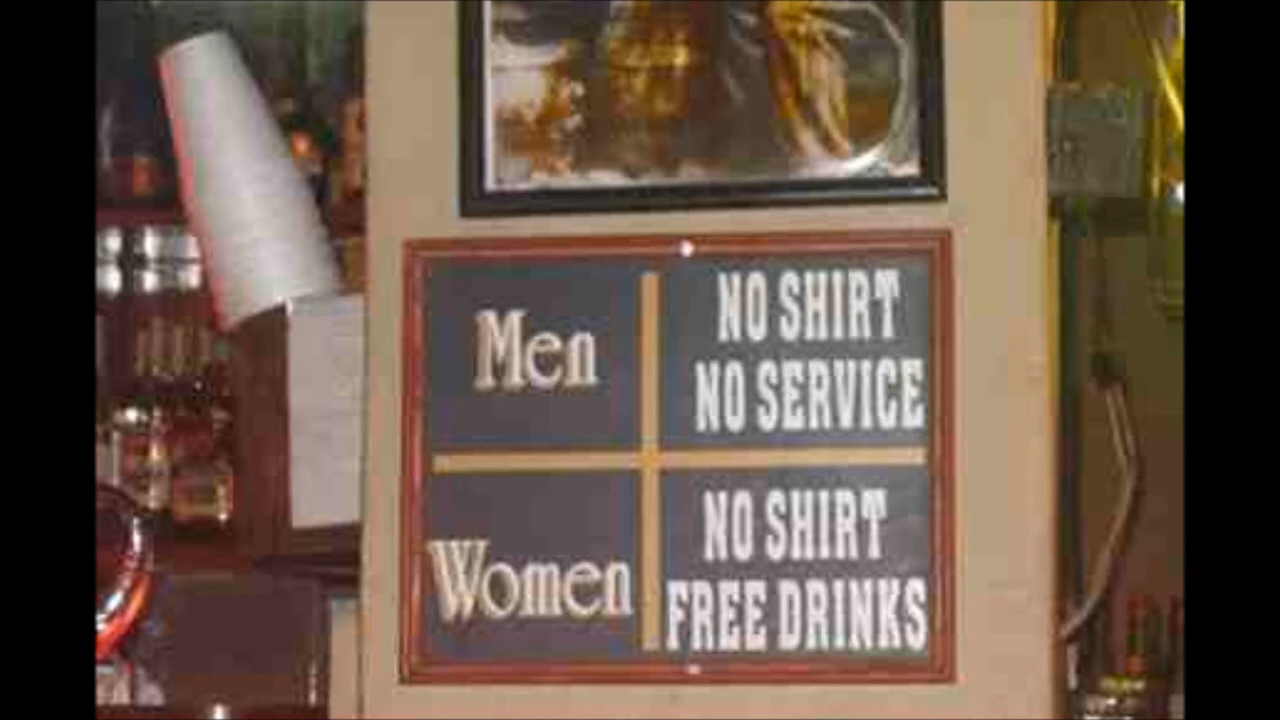 Men
NO SHIRT
NO SERVICE
Women
NO SHIRT
FREE DRINKS